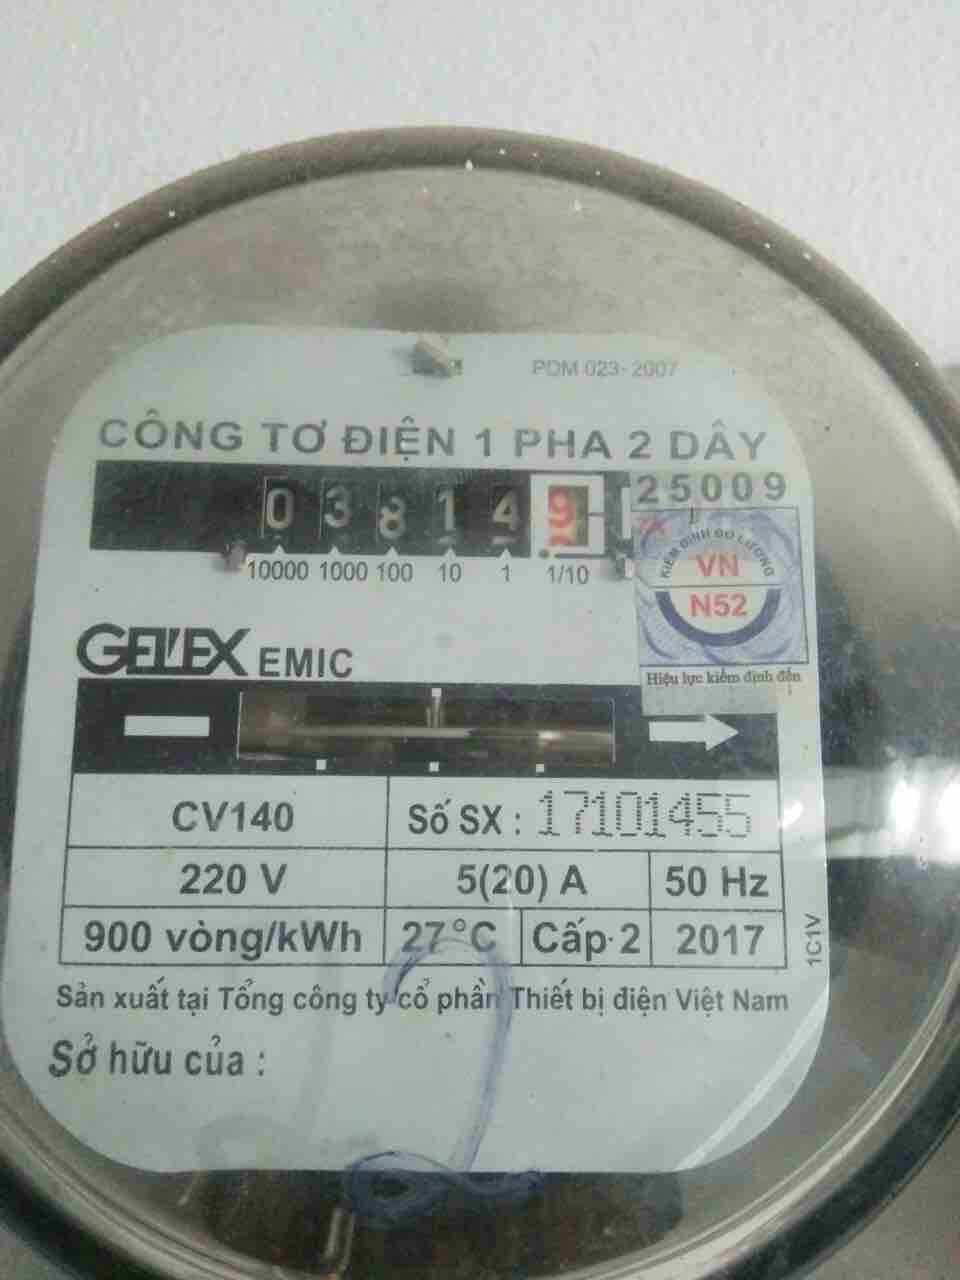 PDM 023-2007
CÔNG TƠ ĐIỆN 1 PHA 2 DÂY
0 3 8 1 4 9
25009
10000 1000 100 10 1 1/10
KIỂM ĐỊNH ĐO LƯỜNG
VN
N52
Hiệu lực kiểm định đến
GELEX EMIC
CV140 Số SX : 17101455
220 V 5(20) A 50 Hz
900 vòng/kWh 27°C Cấp 2 2017
1C1V
Sản xuất tại Tổng công ty cổ phần Thiết bị điện Việt Nam
Sở hữu của :
2